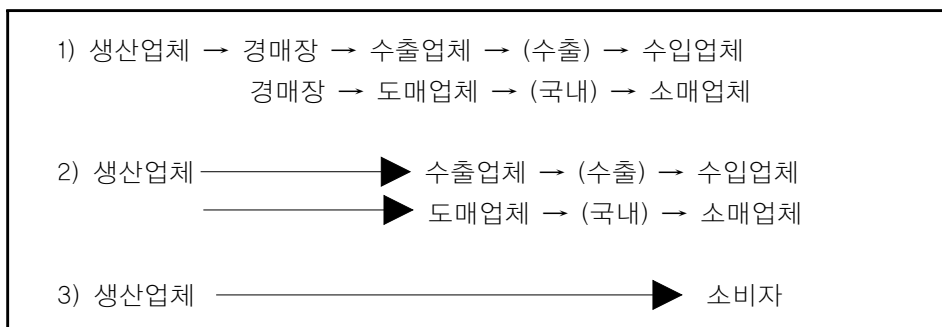 1) 생산업체 → 경매장 → 수출업체 → (수출) → 수입업체
경매장 → 도매업체 → (국내) → 소매업체
2) 생산업체 → 수출업체 → (수출) → 수입업체
→ 도매업체 → (국내) → 소매업체
3) 생산업체 → 소비자